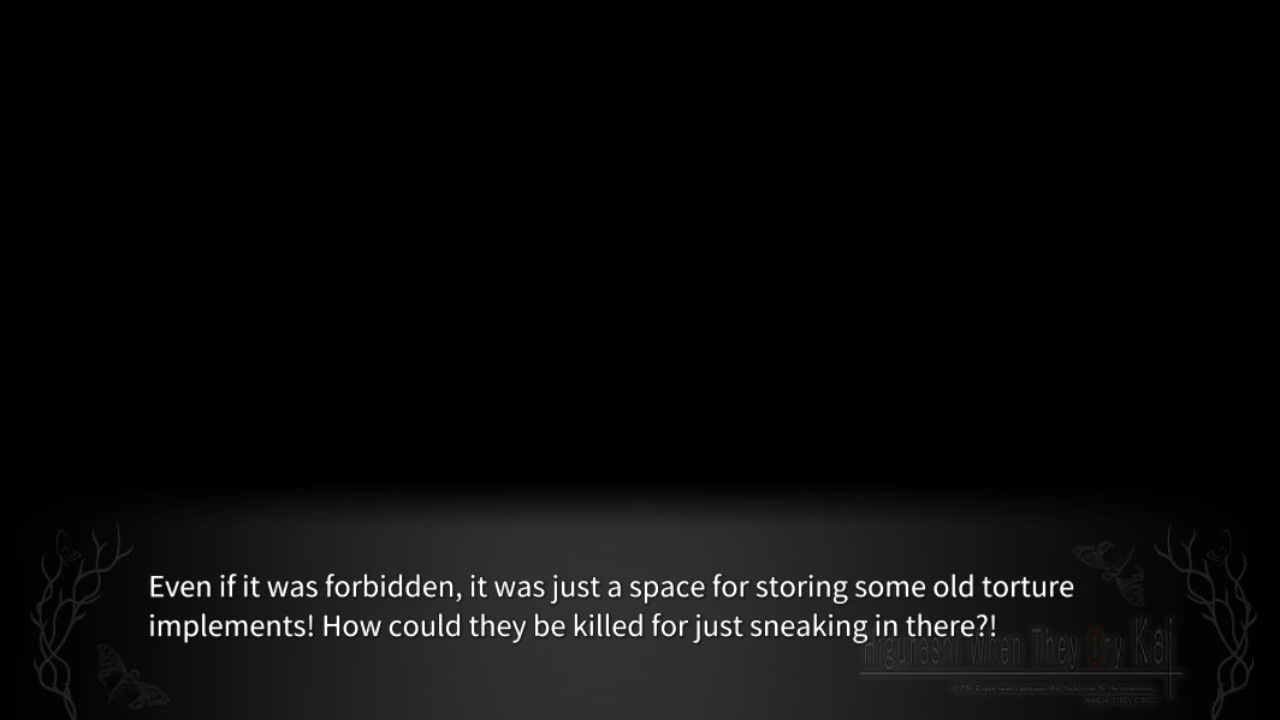 Even if it was forbidden, it was just a space for storing some old torture
implements! How could they be killed for just sneaking in there?!
Higurashi When They Cry Kai